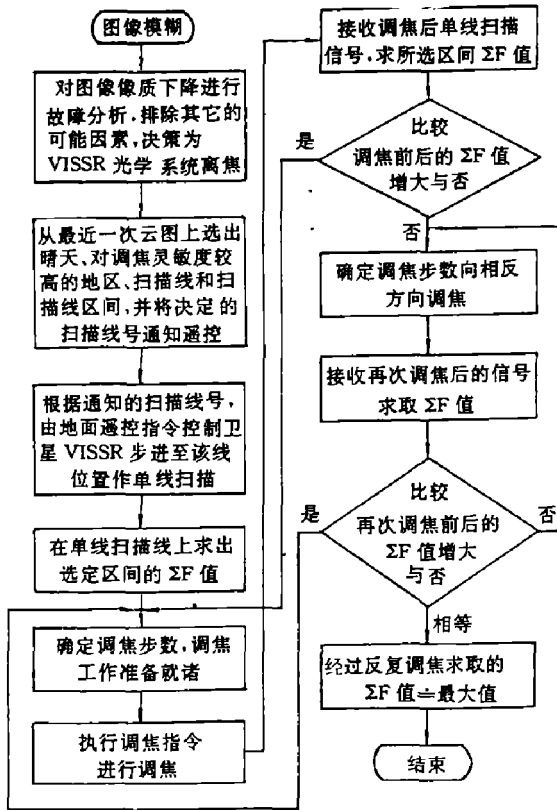 图像模糊
对图像像质下降进行
故障分析,排除其它的
可能因素,决策为
VISSR 光学系统离焦
从最近一次云图上选出
晴天、对调焦灵敏度较
高的地区、扫描线和扫
描线区间,并将决定的
扫描线号通知遥控
根据通知的扫描线号,
由地面遥控指令控制卫
星 VISSR 步进至该线
位置作单线扫描
在单线扫描线上求出
选定区间的 ΣF 值
确定调焦步数,调焦
工作准备就诸
执行调焦指令
进行调焦
接收调焦后单线扫描
信号,求所选区间 ΣF 值
比较
调焦前后的 ΣF 值
增大与否
是
否
确定调焦步数向相反
方向调焦
接收再次调焦后的信号
求取 ΣF 值
比较
再次调焦前后的
ΣF 值增大
与否
是
否
相等
经过反复调焦求取的
ΣF 值≐最大值
结束